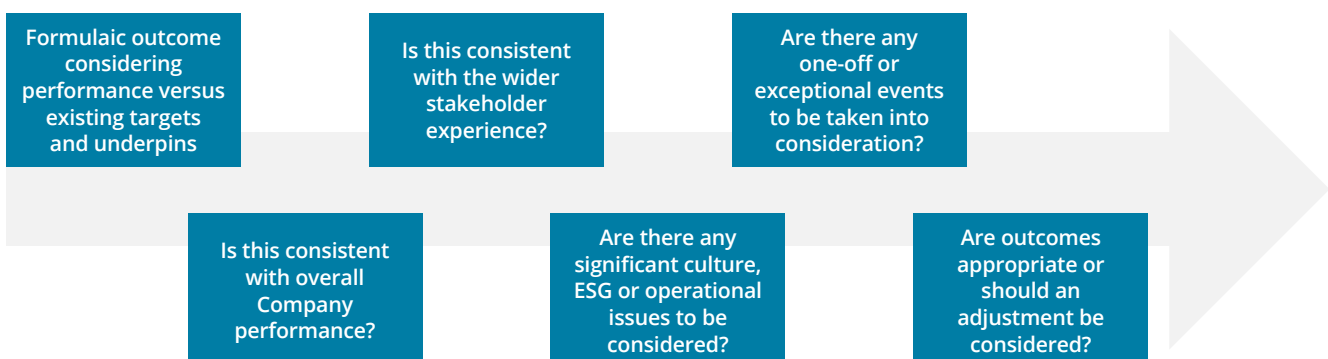 Formulaic outcome
considering
performance versus
existing targets
and underpins
Is this consistent
with overall
Company
performance?
Is this consistent
with the wider
stakeholder
experience?
Are there any
significant culture,
ESG or operational
issues to be
considered?
Are there any
one-off or
exceptional events
to be taken into
consideration?
Are outcomes
appropriate or
should an
adjustment be
considered?